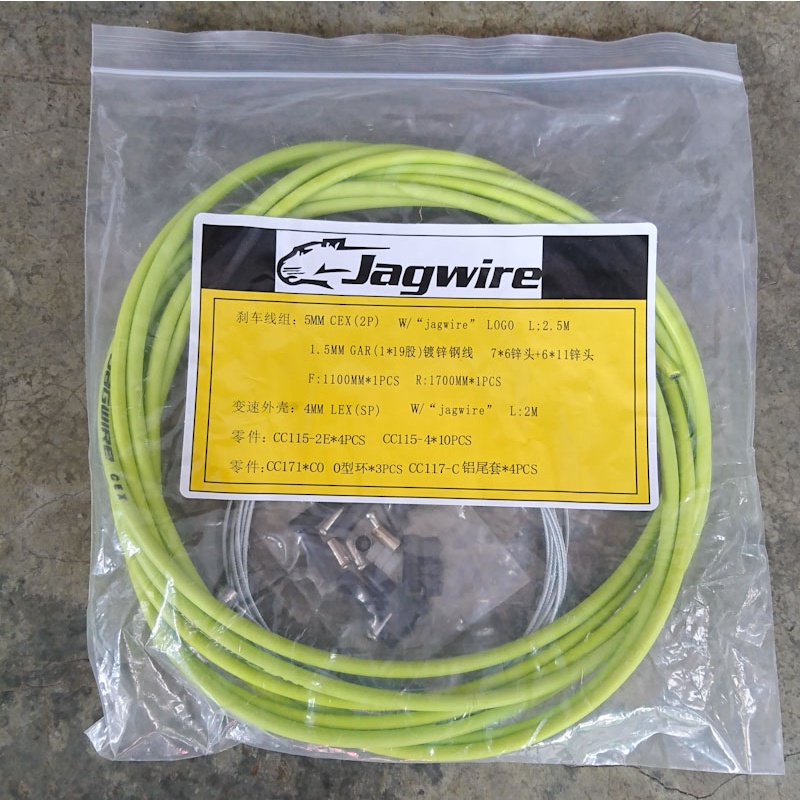 Jagwire
刹车线组: 5MM CEX(2P) W/“jagwire” LOGO L:2.5M
1.5MM GAR(1*19股)镀锌钢线 7*6锌头+6*11锌头
F:1100MM*1PCS R:1700MM*1PCS
变速外壳: 4MM LEX(SP) W/“jagwire” L:2M
零件: CC115-2E*4PCS CC115-4*10PCS
零件:CC171*CO O型环*3PCS CC117-C 铝尾套*4PCS
JAGWIRE CEX